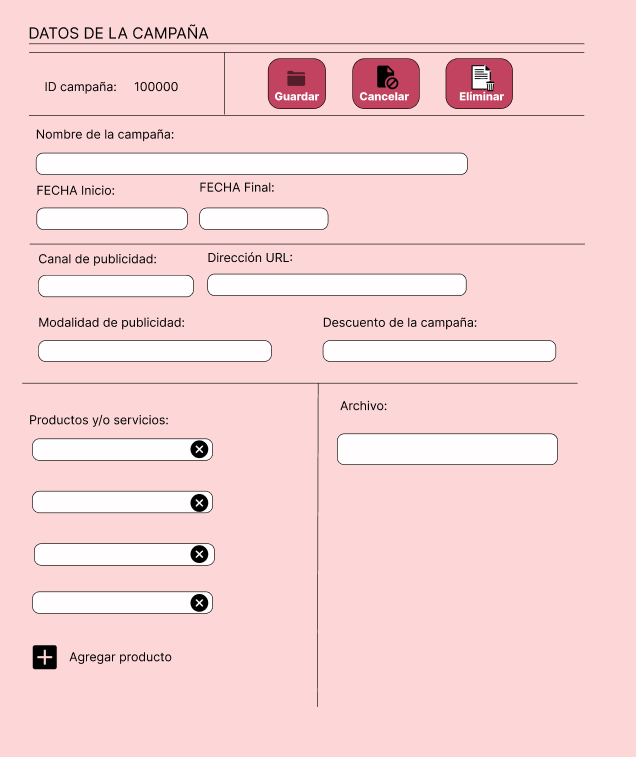 DATOS DE LA CAMPAÑA
ID campaña: 100000
Guardar
Cancelar
Eliminar
Nombre de la campaña:
FECHA Inicio:
FECHA Final:
Canal de publicidad:
Dirección URL:
Modalidad de publicidad:
Descuento de la campaña:
Productos y/o servicios:
Archivo:
Agregar producto